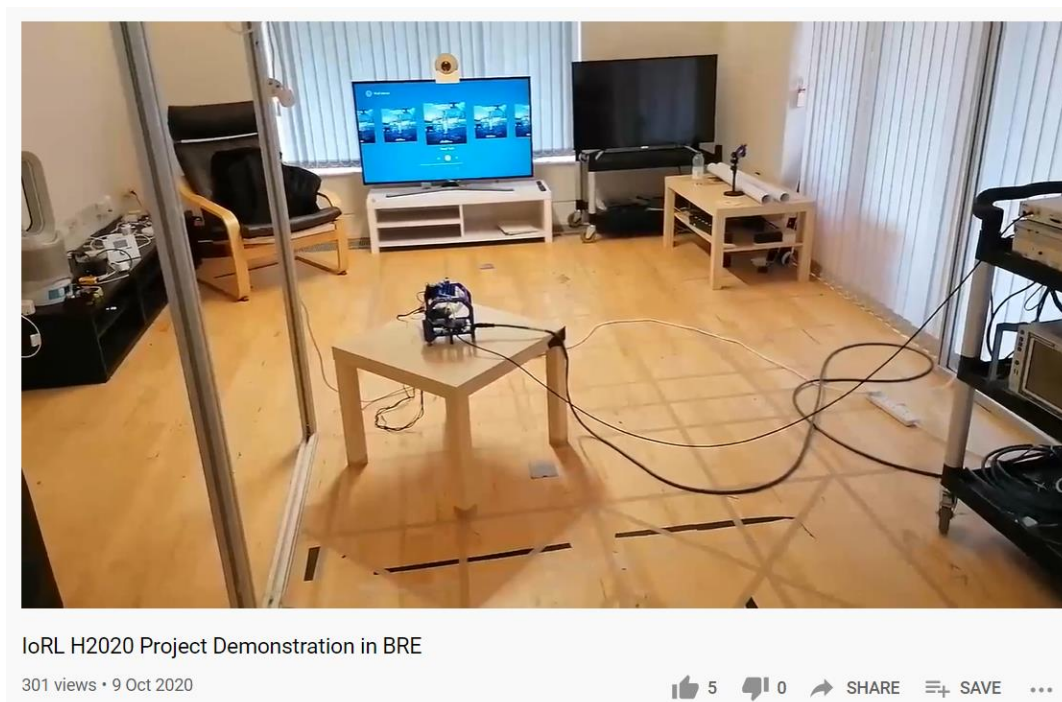 IoRL H2020 Project Demonstration in BRE
301 views • 9 Oct 2020
5 0 SHARE SAVE